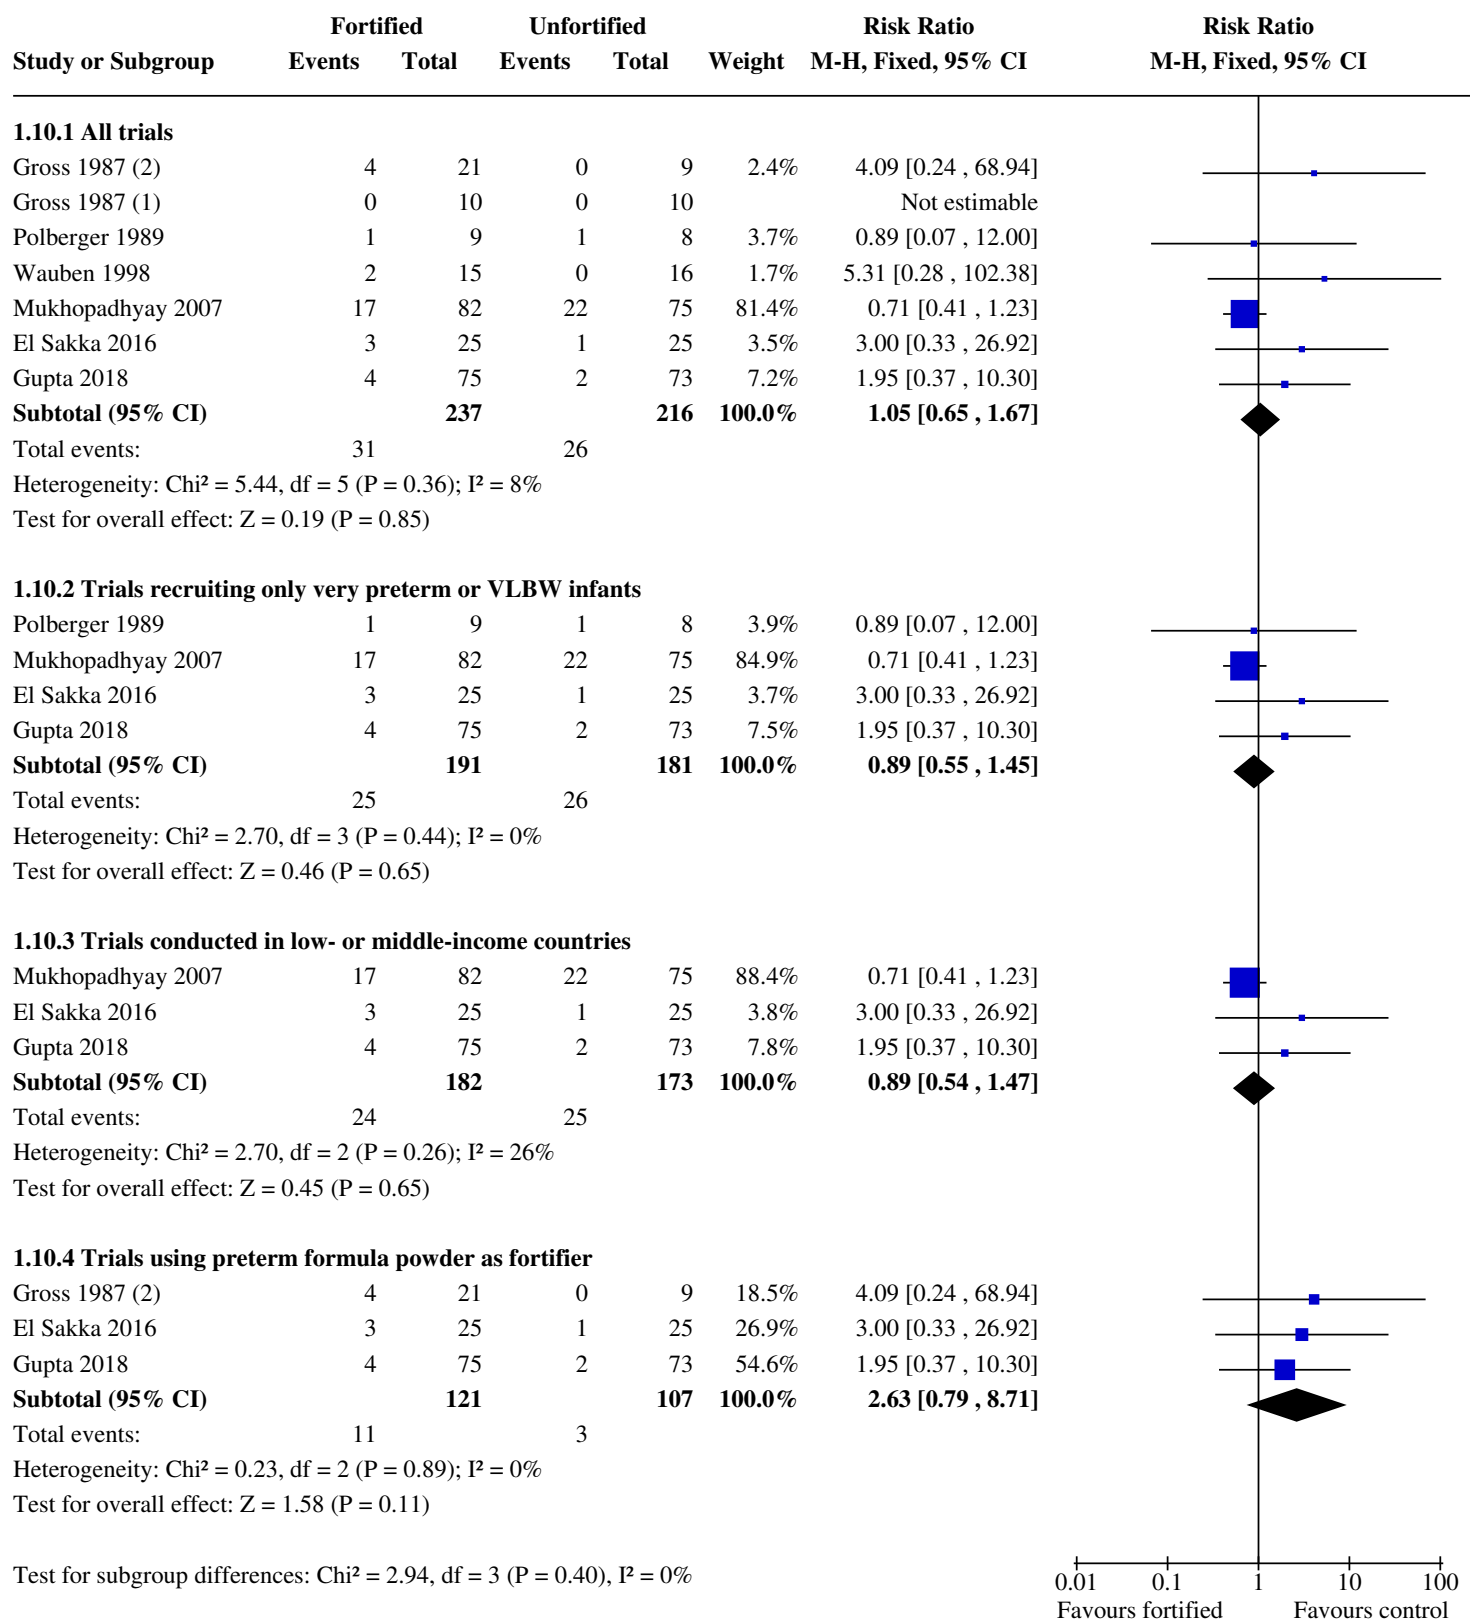 Fortified Unfortified Risk Ratio Risk Ratio
Study or Subgroup Events Total Events Total Weight M-H, Fixed, 95% CI M-H, Fixed, 95% CI
1.10.1 All trials
Gross 1987 (2) 4 21 0 9 2.4% 4.09 [0.24 , 68.94]
Gross 1987 (1) 0 10 0 10 Not estimable
Polberger 1989 1 9 1 8 3.7% 0.89 [0.07 , 12.00]
Wauben 1998 2 15 0 16 1.7% 5.31 [0.28 , 102.38]
Mukhopadhyay 2007 17 82 22 75 81.4% 0.71 [0.41 , 1.23]
El Sakka 2016 3 25 1 25 3.5% 3.00 [0.33 , 26.92]
Gupta 2018 4 75 2 73 7.2% 1.95 [0.37 , 10.30]
Subtotal (95% CI) 237 216 100.0% 1.05 [0.65 , 1.67]
Total events: 31 26
Heterogeneity: Chi² = 5.44, df = 5 (P = 0.36); I² = 8%
Test for overall effect: Z = 0.19 (P = 0.85)
1.10.2 Trials recruiting only very preterm or VLBW infants
Polberger 1989 1 9 1 8 3.9% 0.89 [0.07 , 12.00]
Mukhopadhyay 2007 17 82 22 75 84.9% 0.71 [0.41 , 1.23]
El Sakka 2016 3 25 1 25 3.7% 3.00 [0.33 , 26.92]
Gupta 2018 4 75 2 73 7.5% 1.95 [0.37 , 10.30]
Subtotal (95% CI) 191 181 100.0% 0.89 [0.55 , 1.45]
Total events: 25 26
Heterogeneity: Chi² = 2.70, df = 3 (P = 0.44); I² = 0%
Test for overall effect: Z = 0.46 (P = 0.65)
1.10.3 Trials conducted in low- or middle-income countries
Mukhopadhyay 2007 17 82 22 75 88.4% 0.71 [0.41 , 1.23]
El Sakka 2016 3 25 1 25 3.8% 3.00 [0.33 , 26.92]
Gupta 2018 4 75 2 73 7.8% 1.95 [0.37 , 10.30]
Subtotal (95% CI) 182 173 100.0% 0.89 [0.54 , 1.47]
Total events: 24 25
Heterogeneity: Chi² = 2.70, df = 2 (P = 0.26); I² = 26%
Test for overall effect: Z = 0.45 (P = 0.65)
1.10.4 Trials using preterm formula powder as fortifier
Gross 1987 (2) 4 21 0 9 18.5% 4.09 [0.24 , 68.94]
El Sakka 2016 3 25 1 25 26.9% 3.00 [0.33 , 26.92]
Gupta 2018 4 75 2 73 54.6% 1.95 [0.37 , 10.30]
Subtotal (95% CI) 121 107 100.0% 2.63 [0.79 , 8.71]
Total events: 11 3
Heterogeneity: Chi² = 0.23, df = 2 (P = 0.89); I² = 0%
Test for overall effect: Z = 1.58 (P = 0.11)
Test for subgroup differences: Chi² = 2.94, df = 3 (P = 0.40), I² = 0%
0.01 0.1 1 10 100
Favours fortified Favours control